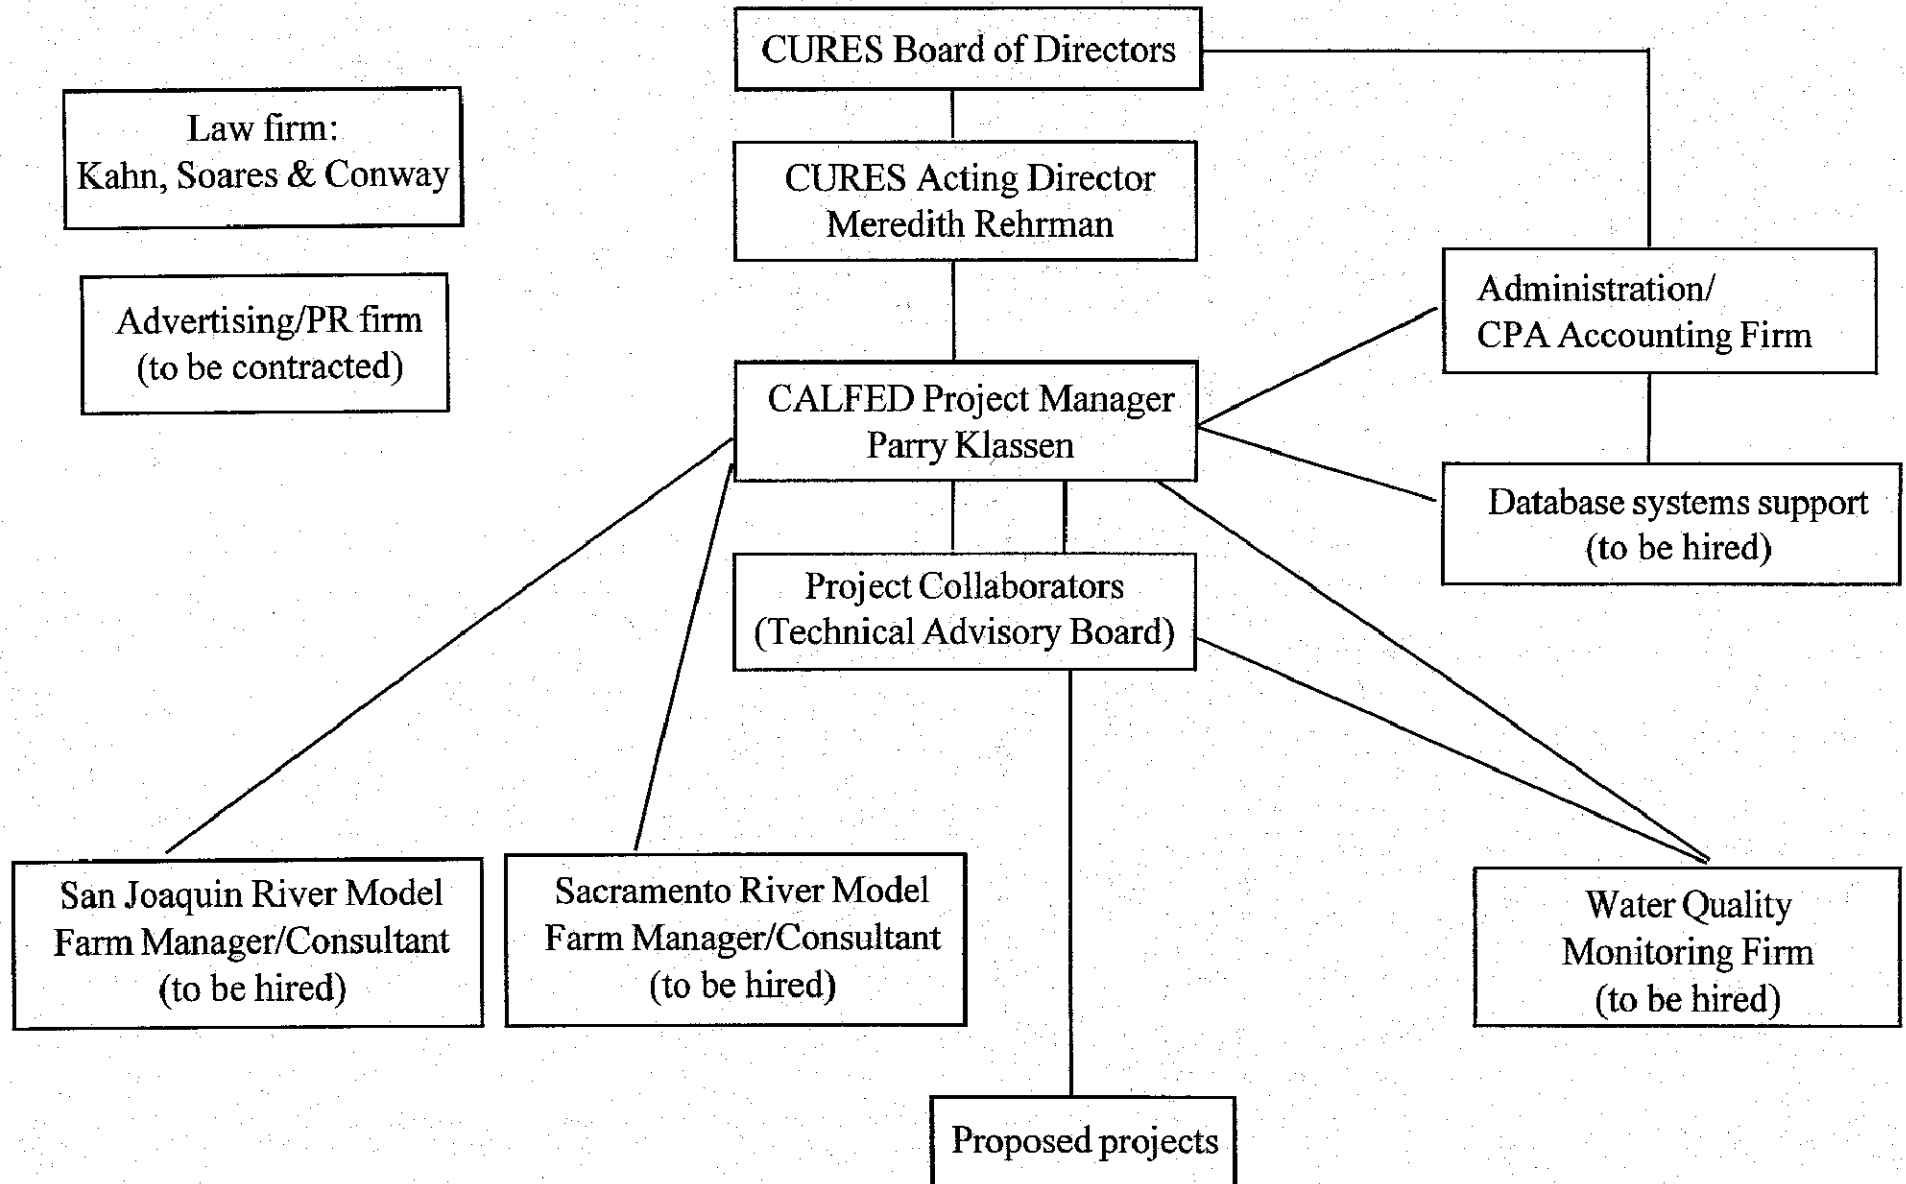 CURES Board of Directors
Law firm:
Kahn, Soares & Conway
CURES Acting Director
Meredith Rehrman
Advertising/PR firm
(to be contracted)
Administration/
CPA Accounting Firm
CALFED Project Manager
Parry Klassen
Database systems support
(to be hired)
Project Collaborators
(Technical Advisory Board)
San Joaquin River Model
Farm Manager/Consultant
(to be hired)
Sacramento River Model
Farm Manager/Consultant
(to be hired)
Water Quality
Monitoring Firm
(to be hired)
Proposed projects